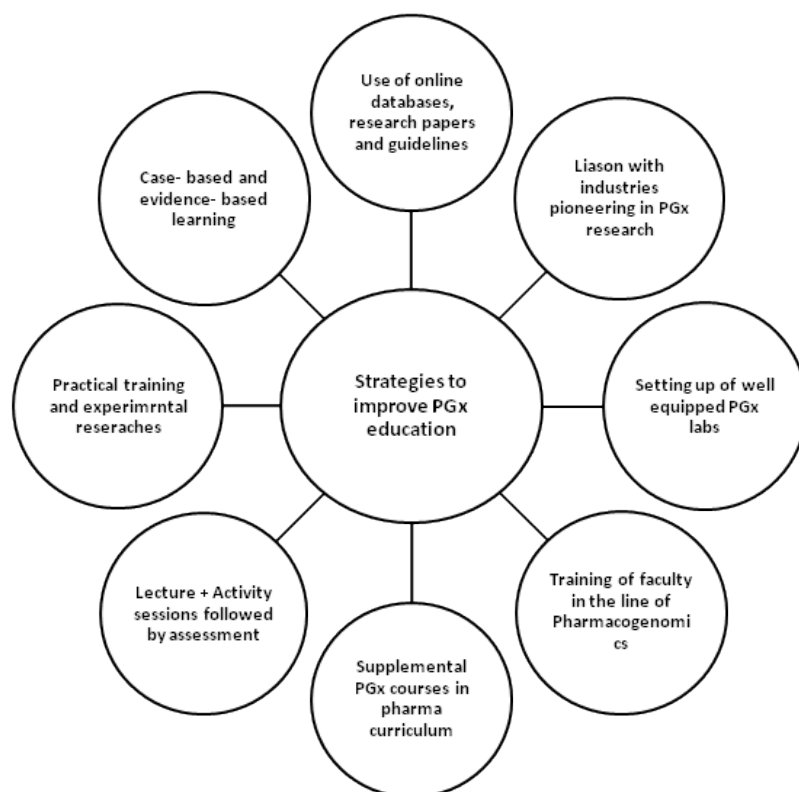 Use of online
databases,
research papers
and guidelines
Liason with
industries
pioneering in PGx
research
Setting up of well
equipped PGx
labs
Training of faculty
in the line of
Pharmacogenomi
cs
Supplemental
PGx courses in
pharma
curriculum
Lecture + Activity
sessions followed
by assessment
Practical training
and experimrntal
reseraches
Case- based and
evidence- based
learning
Strategies to
improve PGx
education